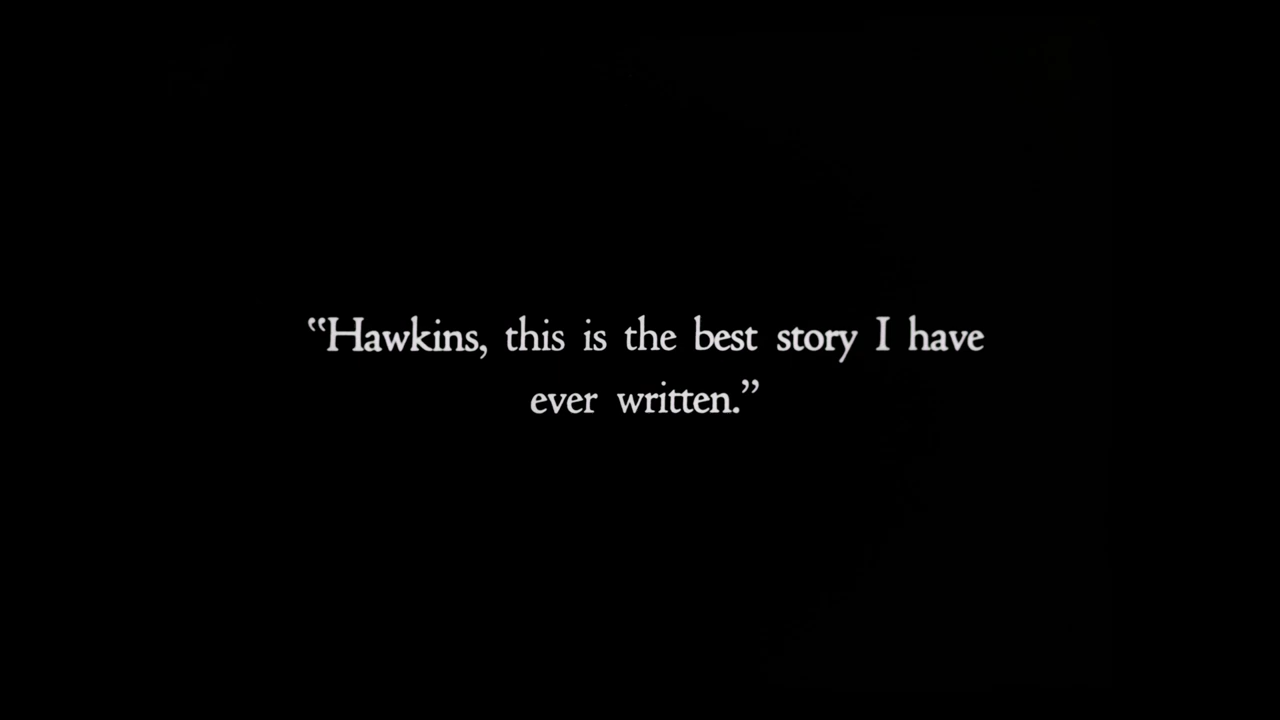 “Hawkins, this is the best story I have
ever written.”